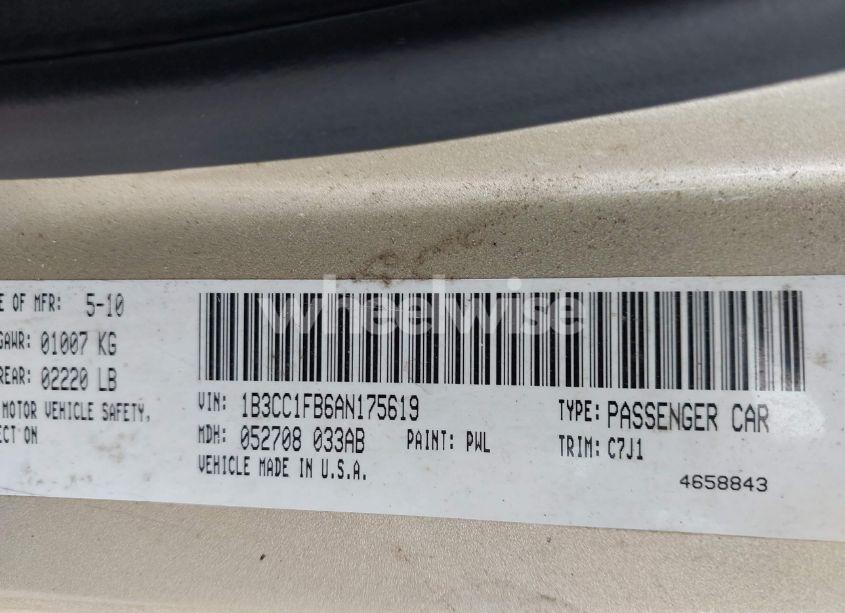 E OF MFR: 5-10
GAWR: 01007 KG
REAR: 02220 LB
MOTOR VEHICLE SAFETY,
ECT ON
wheelwise
VIN: 1B3CC1FB6AN175619
TYPE: PASSENGER CAR
MDH: 052708 033AB PAINT: PWL
TRIM: C7J1
VEHICLE MADE IN U.S.A.
4658843